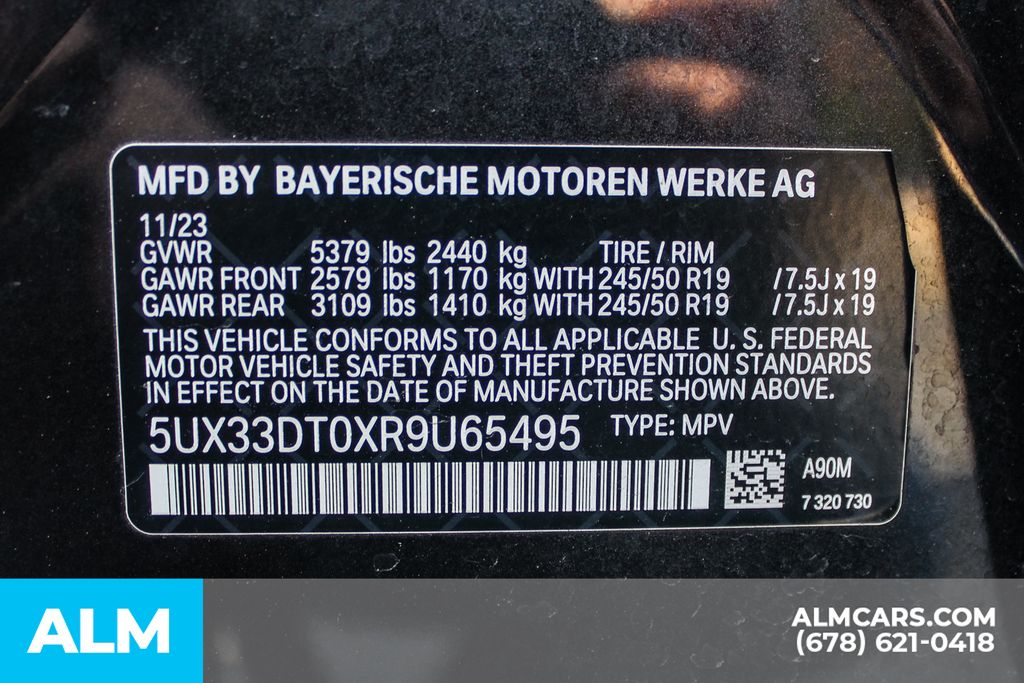 MFD BY BAYERISCHE MOTOREN WERKE AG
11/23
GVWR 5379 lbs 2440 kg TIRE / RIM
GAWR FRONT 2579 lbs 1170 kg WITH 245/50 R19 /7.5J x 19
GAWR REAR 3109 lbs 1410 kg WITH 245/50 R19 /7.5J x 19
THIS VEHICLE CONFORMS TO ALL APPLICABLE U. S. FEDERAL
MOTOR VEHICLE SAFETY AND THEFT PREVENTION STANDARDS
IN EFFECT ON THE DATE OF MANUFACTURE SHOWN ABOVE.
5UX33DT0XR9U65495 TYPE: MPV
A90M
7 320 730
ALM
ALMCARS.COM
(678) 621-0418